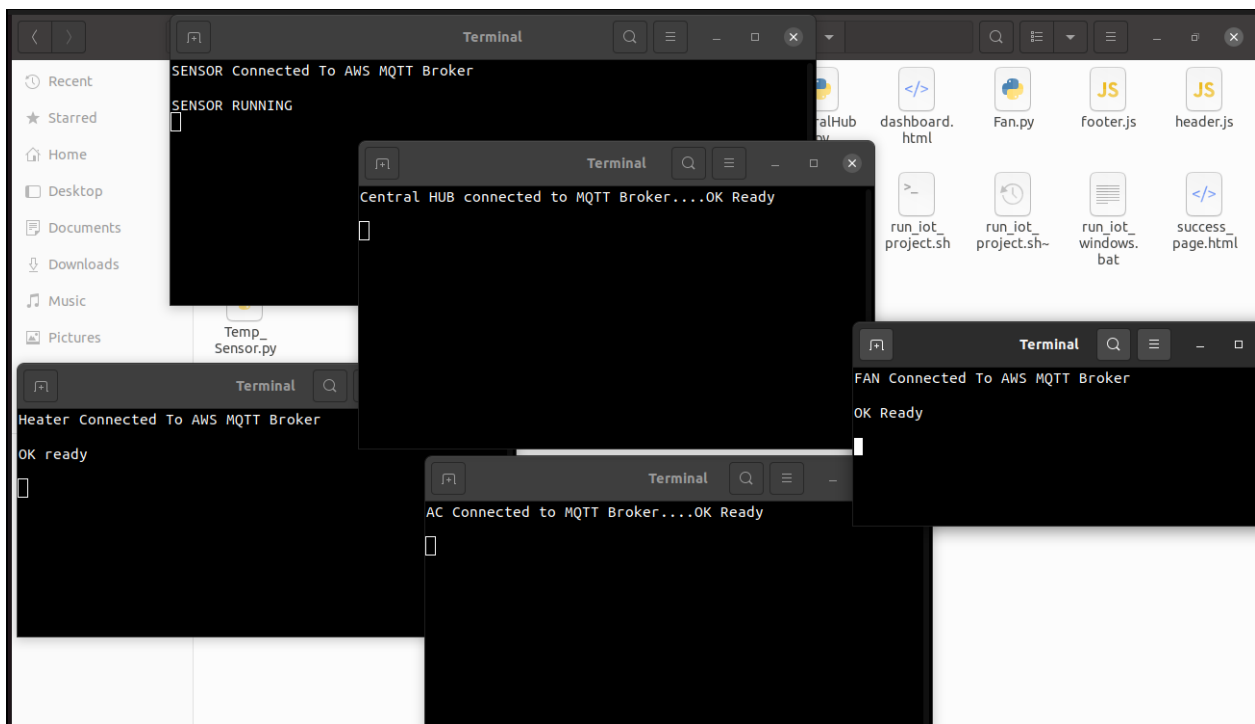 Terminal
SENSOR Connected To AWS MQTT Broker
SENSOR RUNNING
Recent
Starred
Home
Desktop
Documents
Downloads
Music
Pictures
ralHub
dashboard.
html
Fan.py
footer.js
JS
header.js
JS
run_iot_
project.sh
run_iot_
project.sh~
run_iot_
windows.
bat
success_
page.html
Temp_
Sensor.py
Terminal
Central HUB connected to MQTT Broker....OK Ready
Terminal
FAN Connected To AWS MQTT Broker
OK Ready
Terminal
Heater Connected To AWS MQTT Broker
OK ready
Terminal
AC Connected to MQTT Broker....OK Ready